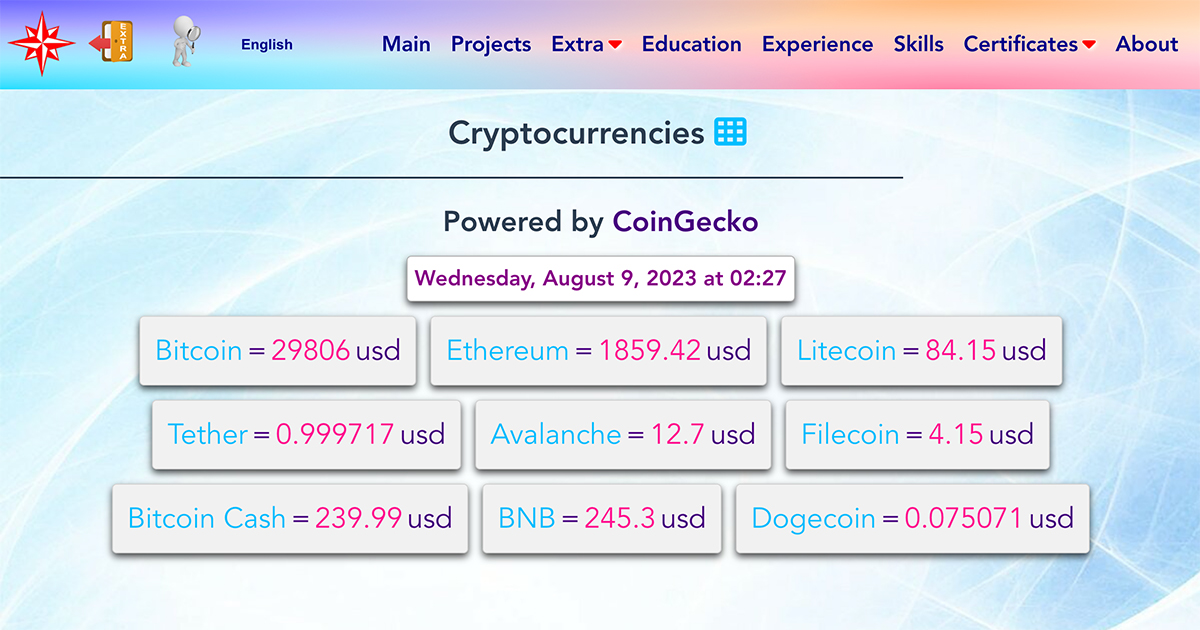 EXTRA
English
Main Projects Extra Education Experience Skills Certificates About
Cryptocurrencies
Powered by CoinGecko
Wednesday, August 9, 2023 at 02:27
Bitcoin = 29806 usd
Ethereum = 1859.42 usd
Litecoin = 84.15 usd
Tether = 0.999717 usd
Avalanche = 12.7 usd
Filecoin = 4.15 usd
Bitcoin Cash = 239.99 usd
BNB = 245.3 usd
Dogecoin = 0.075071 usd